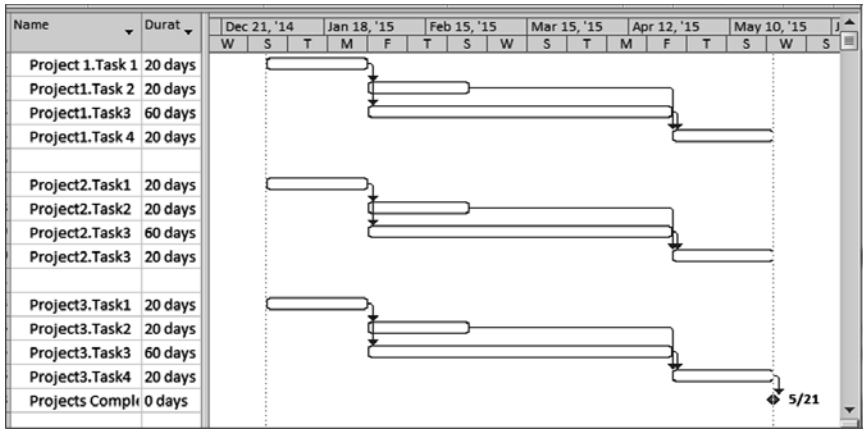 Name Durat Dec 21, '14 Jan 18, '15 Feb 15, '15 Mar 15, '15 Apr 12, '15 May 10, '15 J
W S T M F T S W S T M F T S W S
Project 1.Task 1 20 days
Project1.Task 2 20 days
Project1.Task3 60 days
Project1.Task 4 20 days
Project2.Task1 20 days
Project2.Task2 20 days
Project2.Task3 60 days
Project2.Task3 20 days
Project3.Task1 20 days
Project3.Task2 20 days
Project3.Task3 60 days
Project3.Task4 20 days
Projects Comple 0 days 5/21